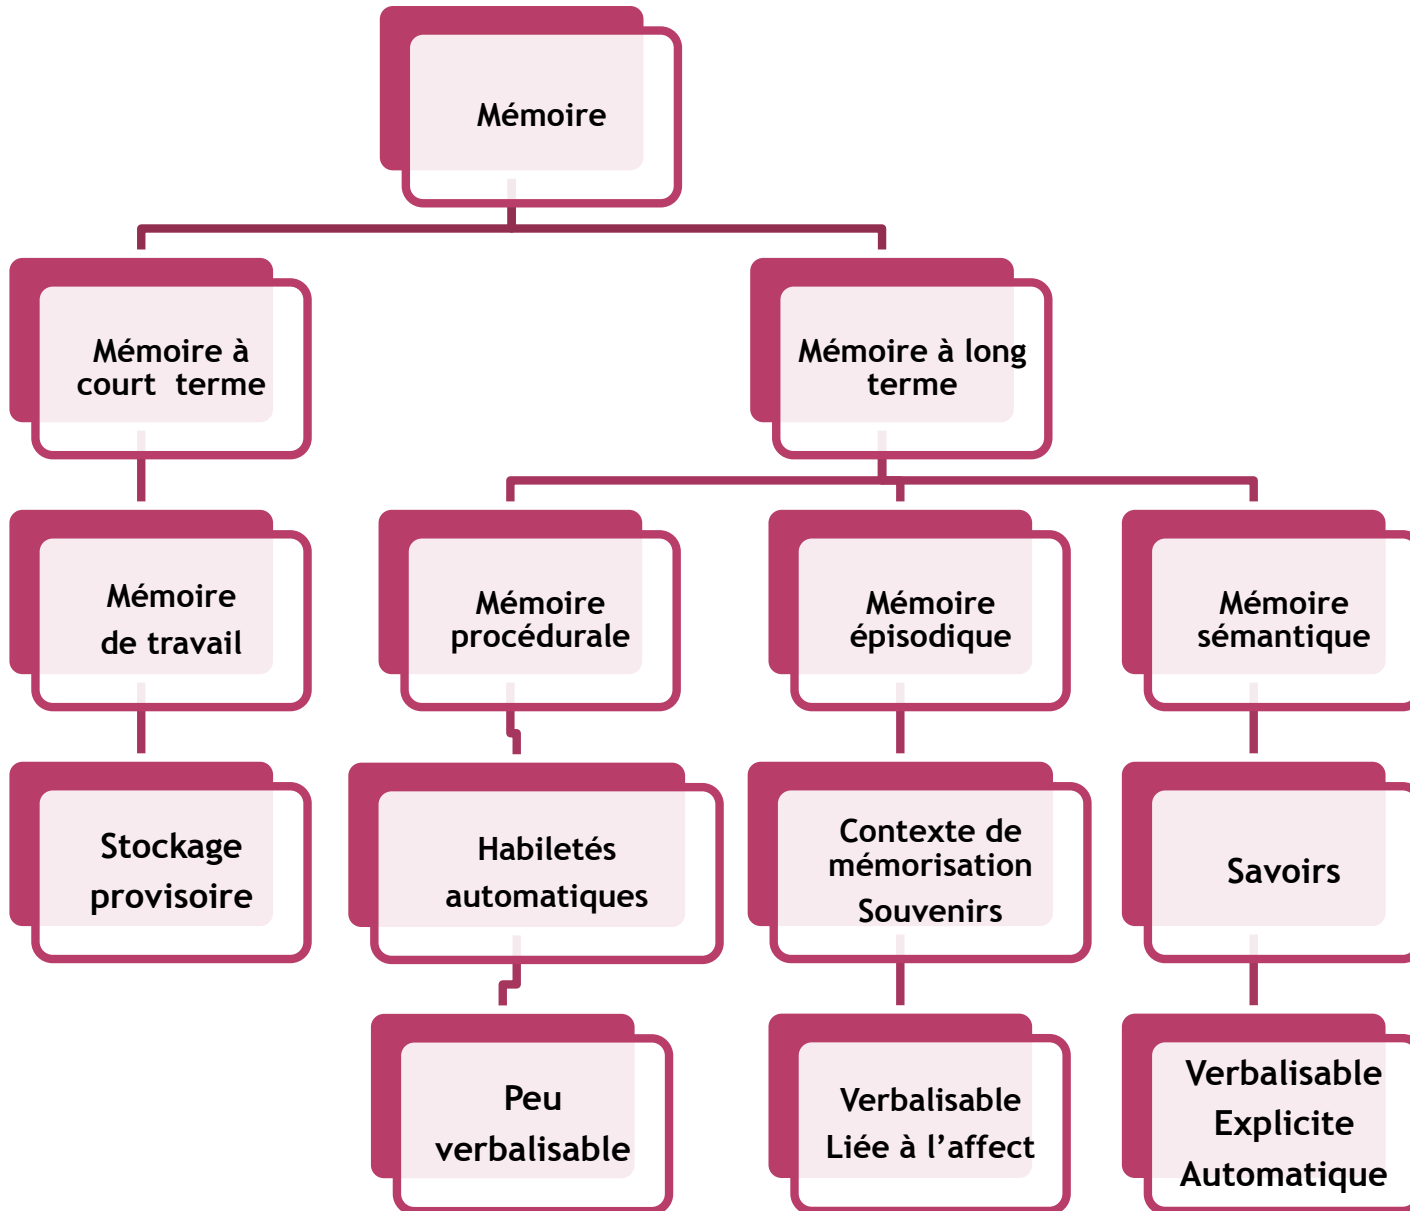 Mémoire
Mémoire à
court terme
Mémoire à long
terme
Mémoire
de travail
Mémoire
procédurale
Mémoire
épisodique
Mémoire
sémantique
Stockage
provisoire
Habiletés
automatiques
Contexte de
mémorisation
Souvenirs
Savoirs
Peu
verbalisable
Verbalisable
Liée à l’affect
Verbalisable
Explicite
Automatique